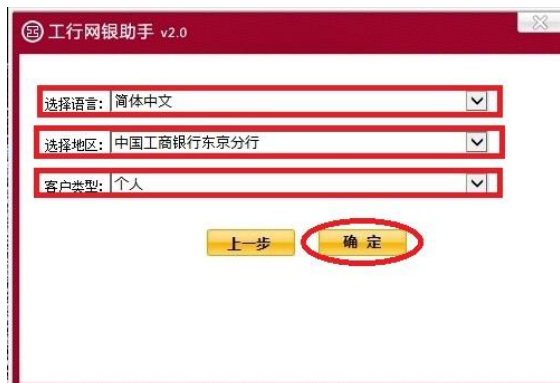 工行网银助手 v2.0
选择语言: 简体中文
选择地区: 中国工商银行东京分行
客户类型: 个人
上一步 确 定